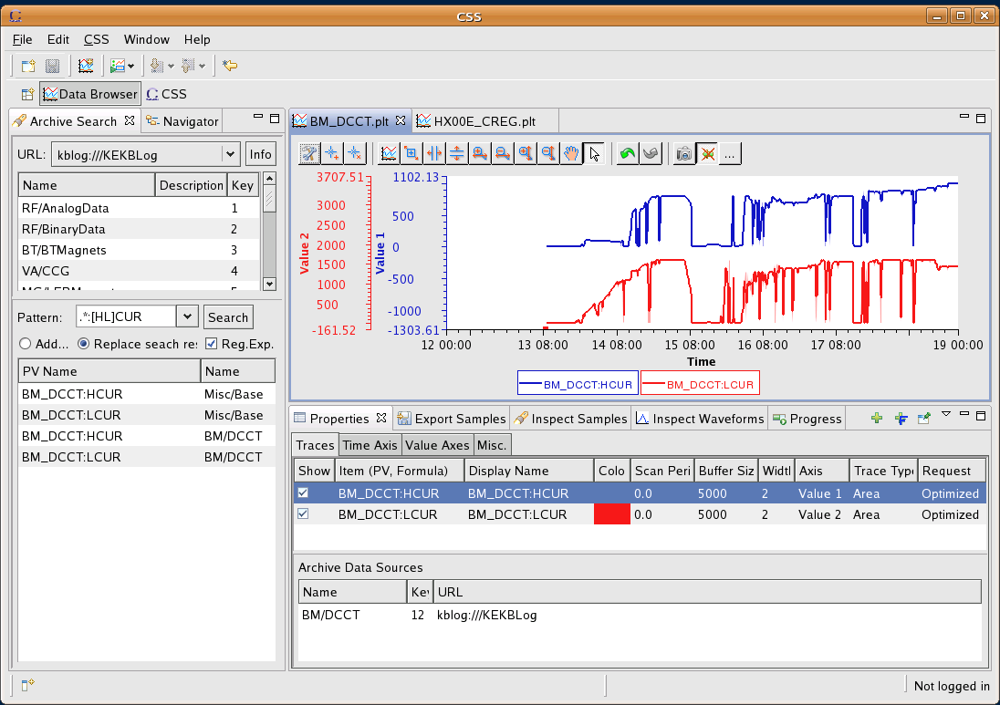 CSS
File Edit CSS Window Help
Data Browser CSS
Archive Search Navigator
URL: kblog:///KEKBLog Info
Name Description Key
RF/AnalogData 1
RF/BinaryData 2
BT/BTMagnets 3
VA/CCG 4
Pattern: .*:[HL]CUR Search
Add... Replace seach res Reg.Exp.
PV Name Name
BM_DCCT:HCUR Misc/Base
BM_DCCT:LCUR Misc/Base
BM_DCCT:HCUR BM/DCCT
BM_DCCT:LCUR BM/DCCT
BM_DCCT.plt HX00E_CREG.plt
...
3707.51 1102.13
3000
2500 500
2000 0
1500
1000 -500
500 -1000
-161.52 -1303.61
Value 2
Value 1
12 00:00 13 08:00 14 08:00 15 08:00 16 08:00 17 08:00 19 00:00
Time
BM_DCCT:HCUR BM_DCCT:LCUR
Properties Export Samples Inspect Samples Inspect Waveforms Progress
Traces Time Axis Value Axes Misc.
Show Item (PV, Formula) Display Name Colo Scan Peri Buffer Siz Widtl Axis Trace Type Request
BM_DCCT:HCUR BM_DCCT:HCUR 0.0 5000 2 Value 1 Area Optimized
BM_DCCT:LCUR BM_DCCT:LCUR 0.0 5000 2 Value 2 Area Optimized
Archive Data Sources
Name Key URL
BM/DCCT 12 kblog:///KEKBLog
Not logged in